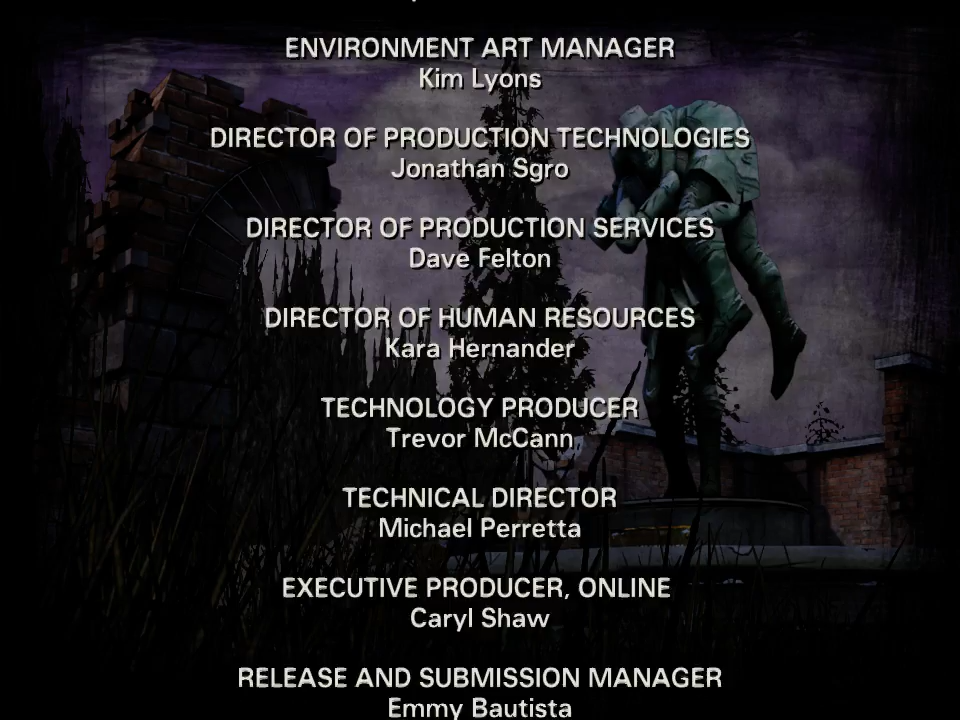 ENVIRONMENT ART MANAGER
Kim Lyons
DIRECTOR OF PRODUCTION TECHNOLOGIES
Jonathan Sgro
DIRECTOR OF PRODUCTION SERVICES
Dave Felton
DIRECTOR OF HUMAN RESOURCES
Kara Hernander
TECHNOLOGY PRODUCER
Trevor McCann
TECHNICAL DIRECTOR
Michael Perretta
EXECUTIVE PRODUCER, ONLINE
Caryl Shaw
RELEASE AND SUBMISSION MANAGER
Emmy Bautista